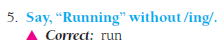 5. Say, “Running” without /ing/.
▲ Correct: run